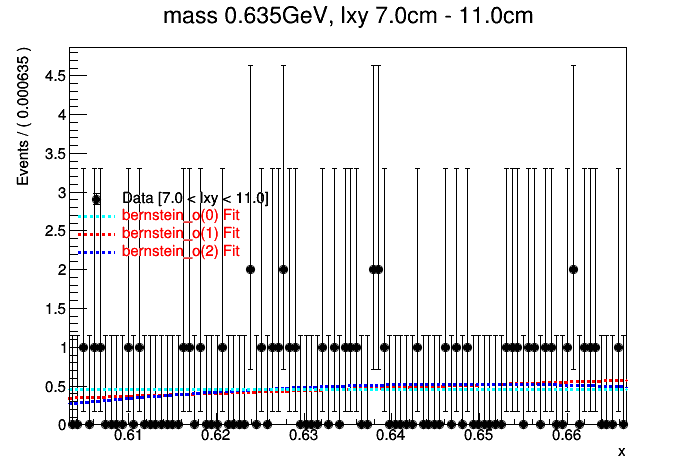 mass 0.635GeV, lxy 7.0cm - 11.0cm
Events / ( 0.000635 )
4.5
4
3.5
3
2.5
2
1.5
1
0.5
0
Data [7.0 < lxy < 11.0]
bernstein_o(0) Fit
bernstein_o(1) Fit
bernstein_o(2) Fit
0.61 0.62 0.63 0.64 0.65 0.66
x